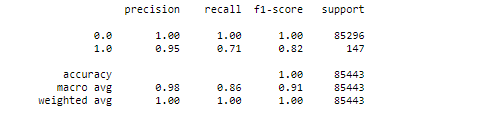 precision recall f1-score support
0.0 1.00 1.00 1.00 85296
1.0 0.95 0.71 0.82 147
accuracy 1.00 85443
macro avg 0.98 0.86 0.91 85443
weighted avg 1.00 1.00 1.00 85443